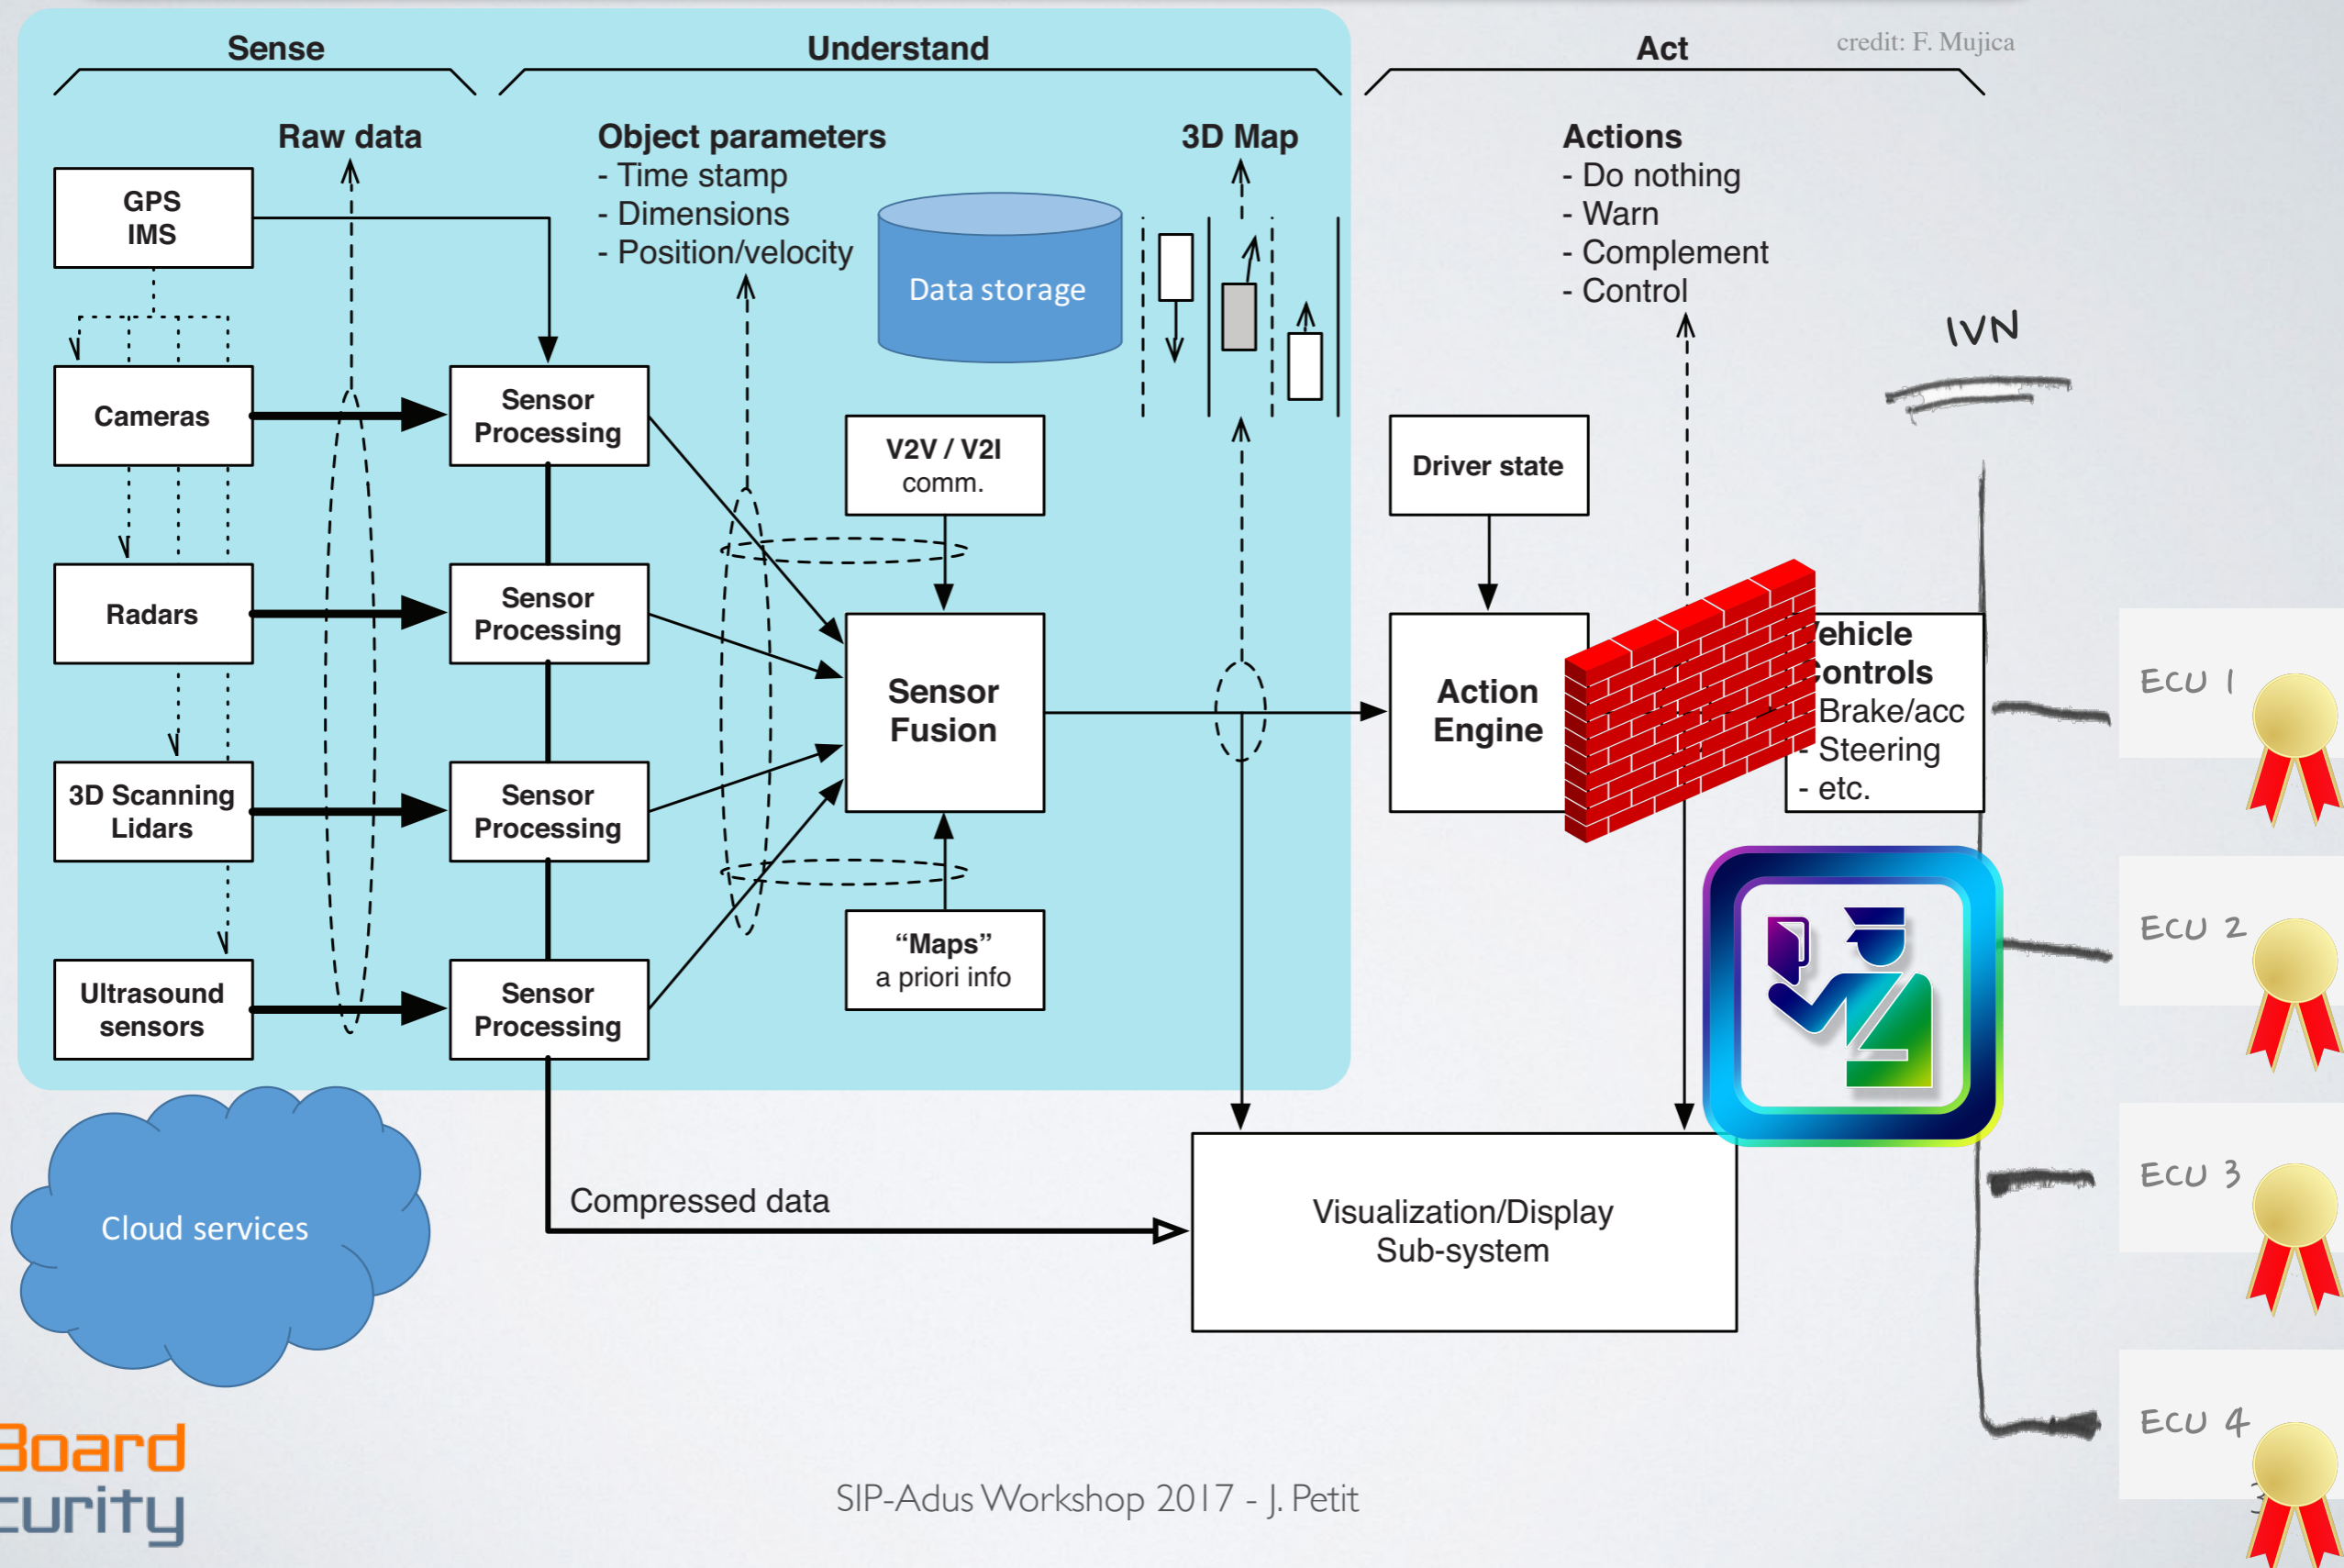 Sense
Understand
Act
credit: F. Mujica
Raw data
Object parameters
- Time stamp
- Dimensions
- Position/velocity
3D Map
Actions
- Do nothing
- Warn
- Complement
- Control
GPS
IMS
Data storage
IVN
Cameras
Sensor
Processing
V2V / V2I
comm.
Driver state
Radars
Sensor
Processing
Sensor
Fusion
Action
Engine
ehicle
ontrols
Brake/acc
- Steering
- etc.
ECU 1
3D Scanning
Lidars
Sensor
Processing
"Maps"
a priori info
ECU 2
Ultrasound
sensors
Sensor
Processing
Cloud services
Compressed data
Visualization/Display
Sub-system
ECU 3
ECU 4
Board
curity
SIP-Adus Workshop 2017 - J. Petit